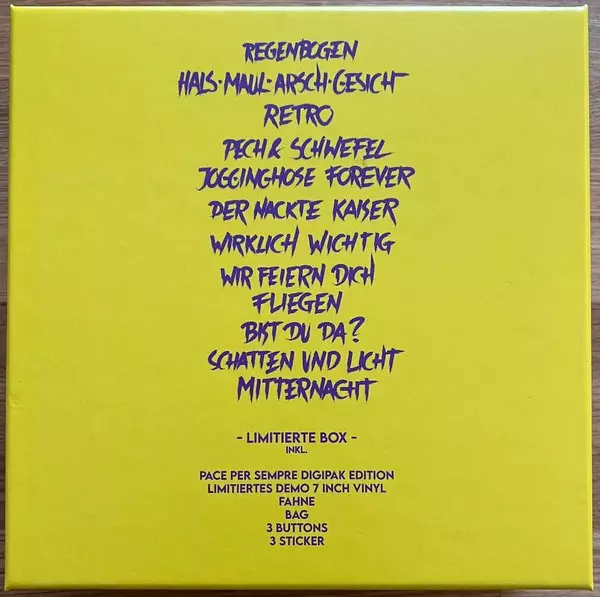 REGENBOGEN
HALS·MAUL·ARSCH·GESICHT
RETRO
PECH & SCHWEFEL
JOGGINGHOSE FOREVER
DER NACKTE KAISER
WIRKLICH WICHTIG
WIR FEIERN DICH
FLIEGEN
BIST DU DA?
SCHATTEN UND LICHT
MITTERNACHT
- LIMITIERTE BOX -
INKL.
PACE PER SEMPRE DIGIPAK EDITION
LIMITIERTES DEMO 7 INCH VINYL
FAHNE
BAG
3 BUTTONS
3 STICKER